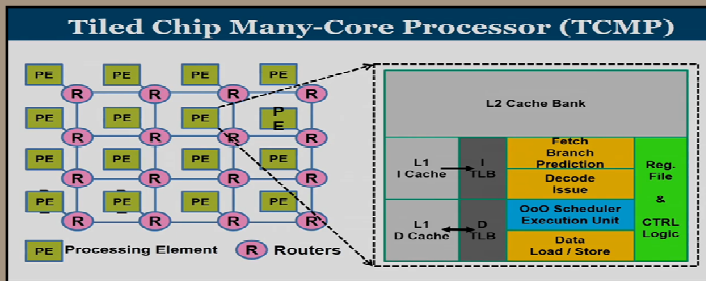 Tiled Chip Many-Core Processor (TCMP)
PE PE PE PE
R R R R
PE PE PE P
E
R R R R
PE PE PE PE
R R R R
PE PE PE PE
R R R R
PE Processing Element R Routers
L2 Cache Bank
L1
I Cache
I
TLB
Fetch
Branch
Prediction
Decode
Issue
L1
D Cache
D
TLB
OoO Scheduler
Execution Unit
Data
Load / Store
Reg.
File
&
CTRL
Logic